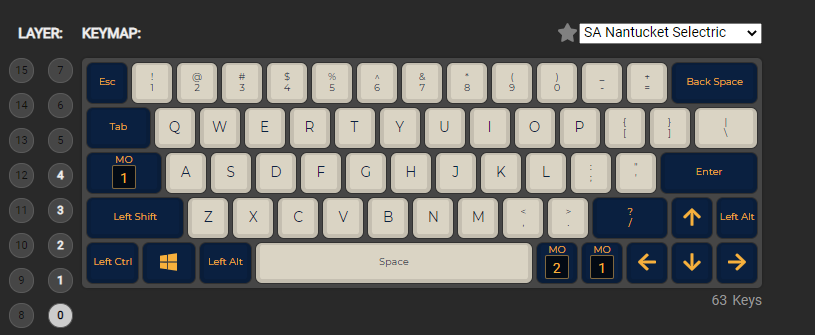 LAYER: KEYMAP: SA Nantucket Selectric
15 7
14 6
13 5
12 4
11 3
10 2
9 1
8 0
Esc ! 1 @ 2 # 3 $ 4 % 5 ^ 6 & 7 * 8 ( 9 ) 0 _ - + = Back Space
Tab Q W E R T Y U I O P { [ } ] | \
MO 1 A S D F G H J K L : ; " ' Enter
Left Shift Z X C V B N M < , > . ? / ↑ Left Alt
Left Ctrl Left Alt Space MO 2 MO 1 ← ↓ →
63 Keys